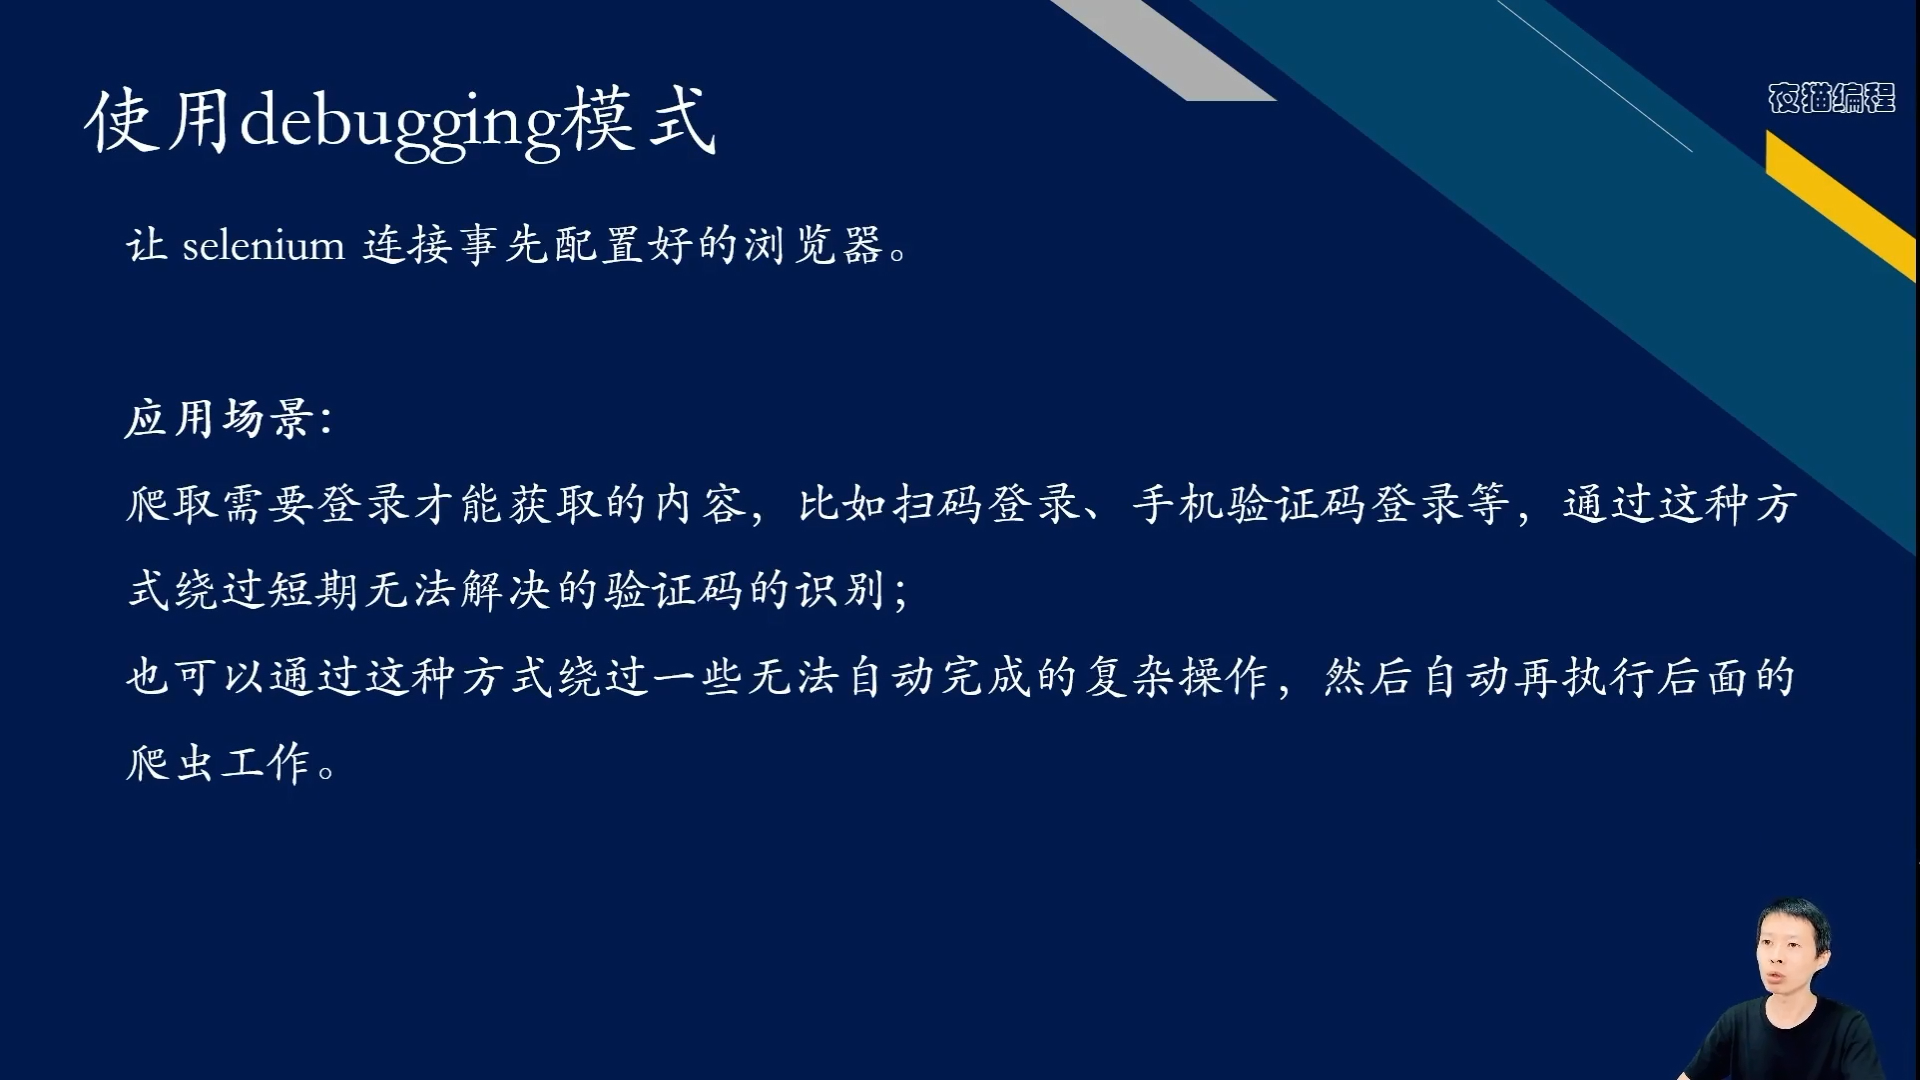 夜猫编程
使用debugging模式
让 selenium 连接事先配置好的浏览器。
应用场景：
爬取需要登录才能获取的内容，比如扫码登录、手机验证码登录等，通过这种方
式绕过短期无法解决的验证码的识别；
也可以通过这种方式绕过一些无法自动完成的复杂操作，然后自动再执行后面的
爬虫工作。